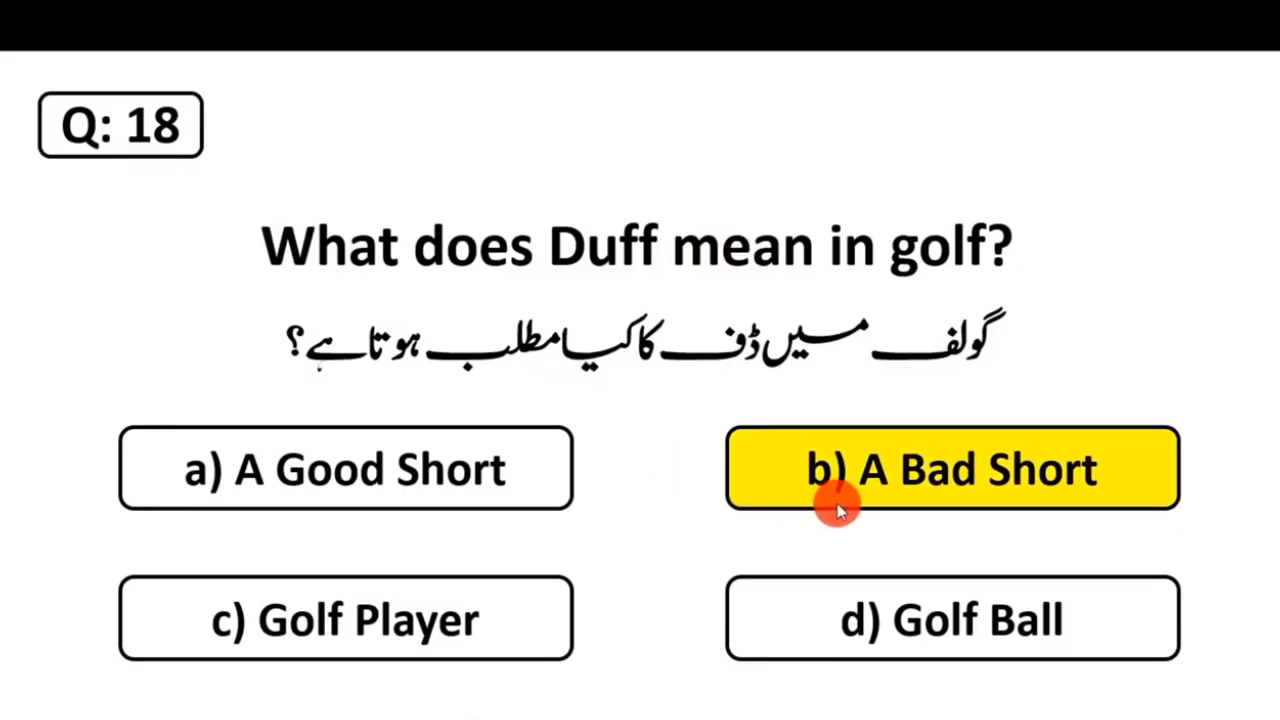 Q: 18
What does Duff mean in golf?
گولف میں ڈف کا کیا مطلب ہوتا ہے؟
a) A Good Short
b) A Bad Short
c) Golf Player
d) Golf Ball